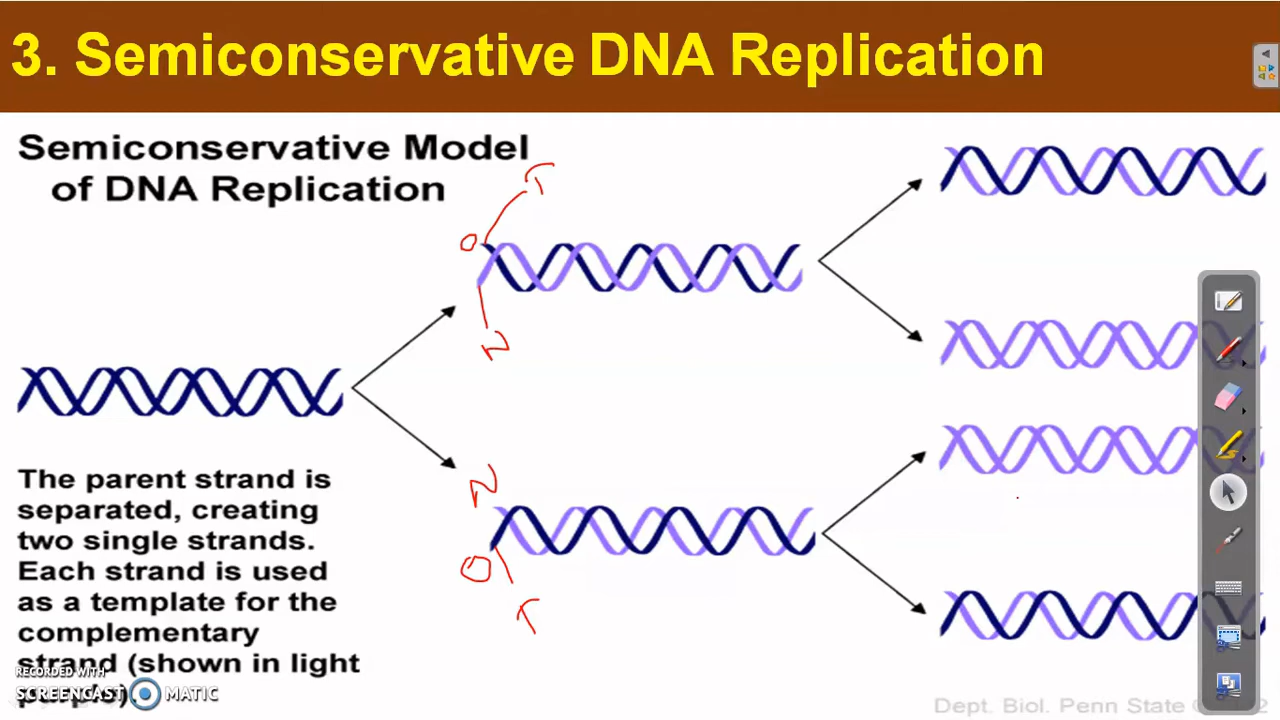 3. Semiconservative DNA Replication
Semiconservative Model
of DNA Replication
T
O
N
N
O
T
The parent strand is
separated, creating
two single strands.
Each strand is used
as a template for the
complementary
strand (shown in light
RECORDED WITH
SCREENCAST MATIC
Dept. Biol. Penn State